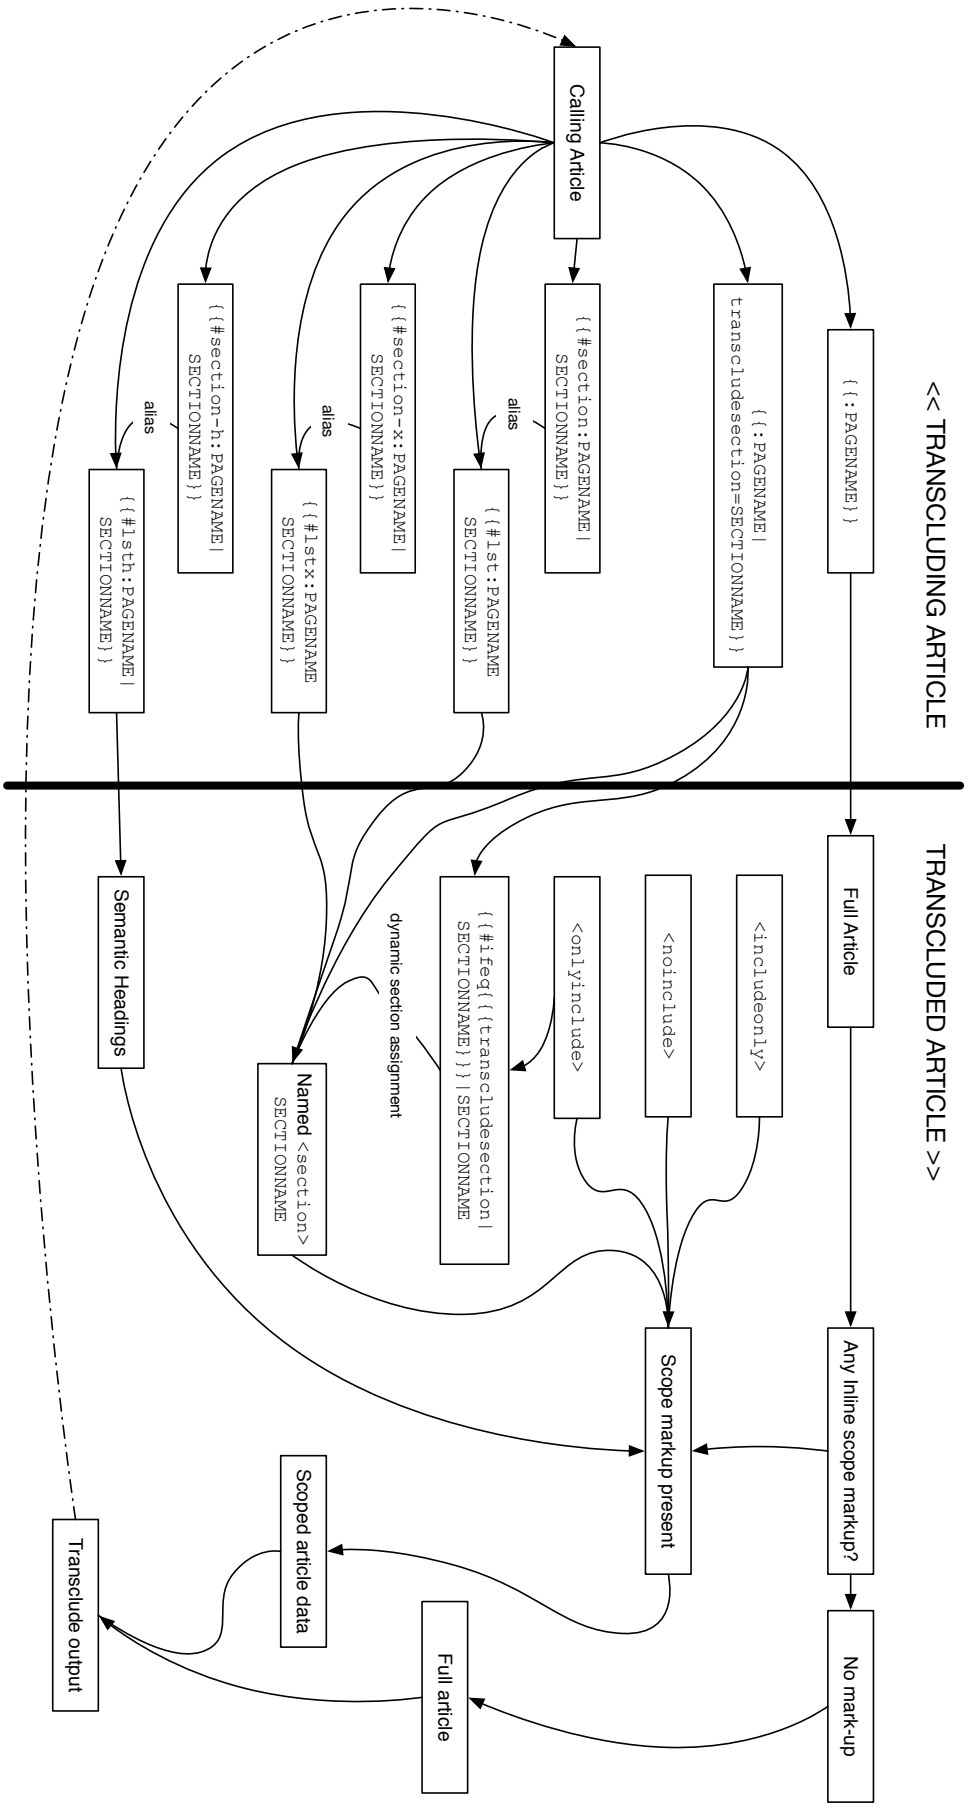 << TRANSCLUDING ARTICLE
TRANSCLUDED ARTICLE >>
{{:PAGENAME}}
Full Article
Any Inline scope markup?
No mark-up
{{:PAGENAME|
transcludesection=SECTIONNAME}}
<includeonly>
<noinclude>
Scope markup present
Calling Article
{{#section:PAGENAME|
SECTIONNAME}}
<onlyinclude>
alias
{{#lst:PAGENAME|
SECTIONNAME}}
{{#ifeq{{{transcludesection|
SECTIONNAME}}}|SECTIONNAME
Full article
{{#section-x:PAGENAME|
SECTIONNAME}}
dynamic section assignment
alias
{{#lstx:PAGENAME
SECTIONNAME}}
Named <section>
SECTIONNAME
Scoped article data
{{#section-h:PAGENAME|
SECTIONNAME}}
alias
{{#lsth:PAGENAME|
SECTIONNAME}}
Semantic Headings
Transclude output